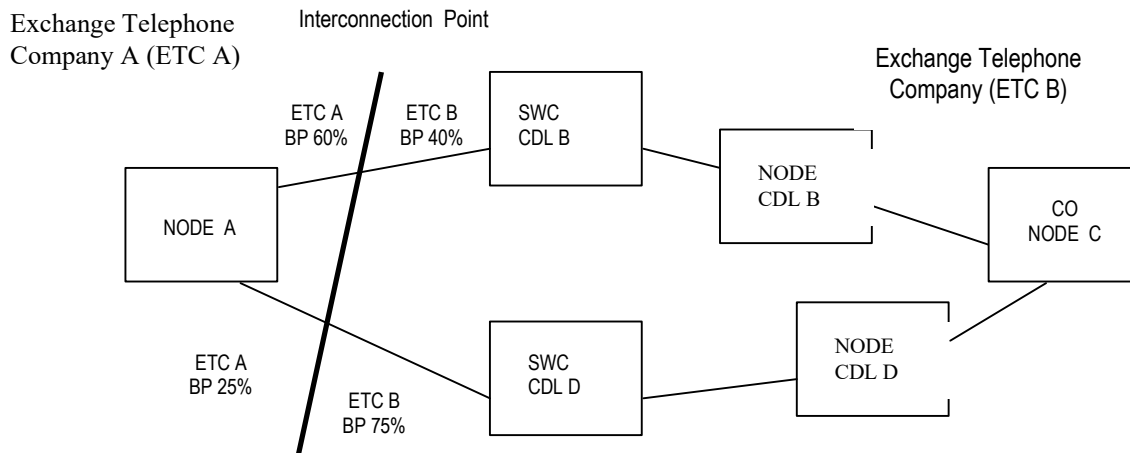 Exchange Telephone
Company A (ETC A)
Interconnection Point
Exchange Telephone
Company (ETC B)
ETC A
BP 60%
ETC B
BP 40%
SWC
CDL B
NODE
CDL B
NODE A
CO
NODE C
ETC A
BP 25%
ETC B
BP 75%
SWC
CDL D
NODE
CDL D